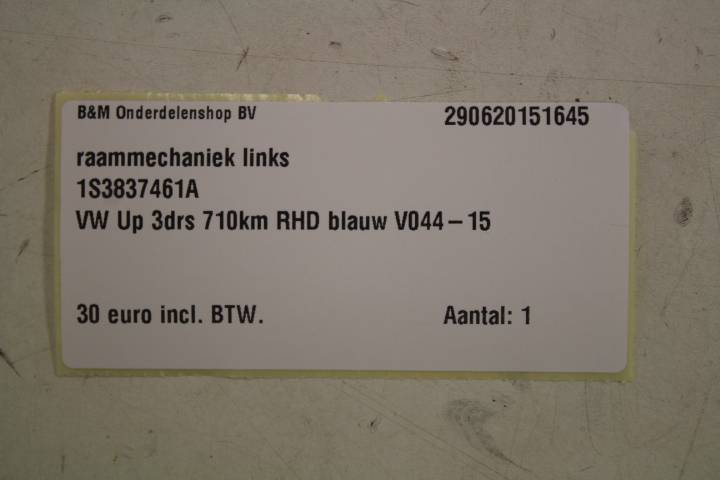 B&M Onderdelenshop BV 290620151645
raammechaniek links
1S3837461A
VW Up 3drs 710km RHD blauw V044-15
30 euro incl. BTW. Aantal: 1